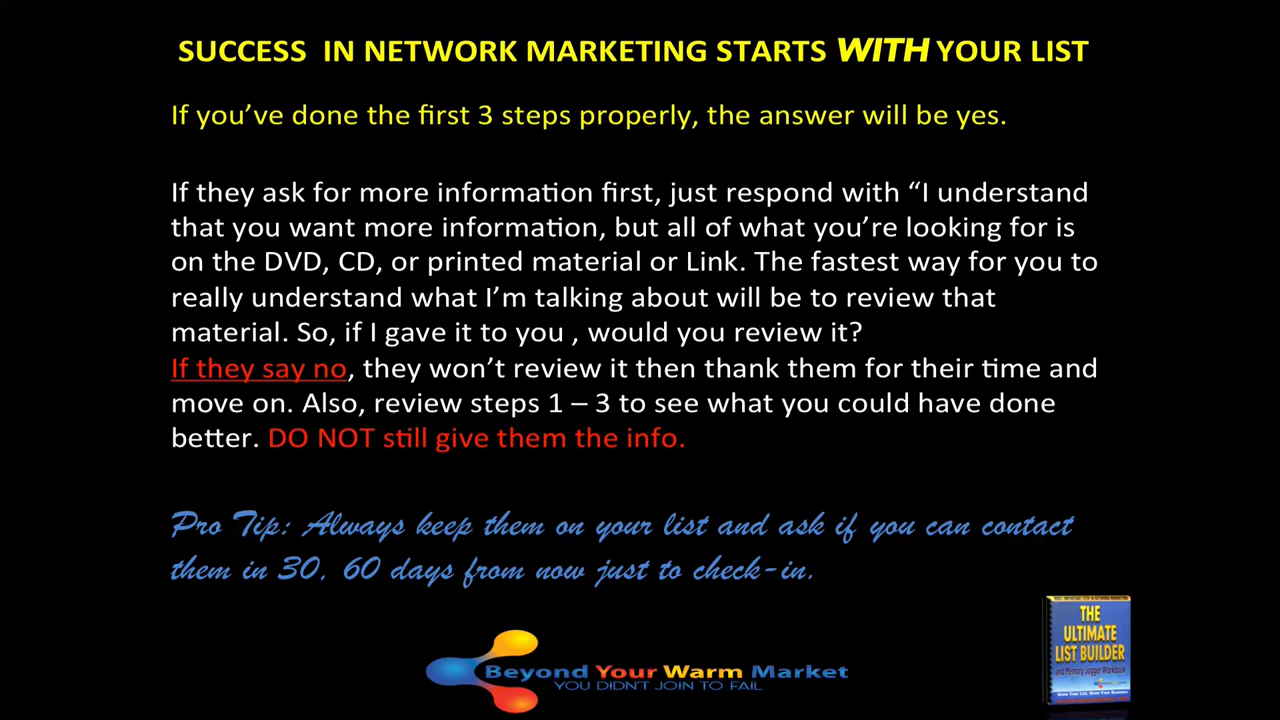 SUCCESS IN NETWORK MARKETING STARTS WITH YOUR LIST
If you’ve done the first 3 steps properly, the answer will be yes.
If they ask for more information first, just respond with “I understand
that you want more information, but all of what you’re looking for is
on the DVD, CD, or printed material or Link. The fastest way for you to
really understand what I’m talking about will be to review that
material. So, if I gave it to you , would you review it?
If they say no, they won’t review it then thank them for their time and
move on. Also, review steps 1 – 3 to see what you could have done
better. DO NOT still give them the info.
Pro Tip: Always keep them on your list and ask if you can contact
them in 30, 60 days from now just to check-in.
Beyond Your Warm Market
YOU DIDN'T JOIN TO FAIL
THE
ULTIMATE
LIST BUILDER
and Memory Jogger Workbook